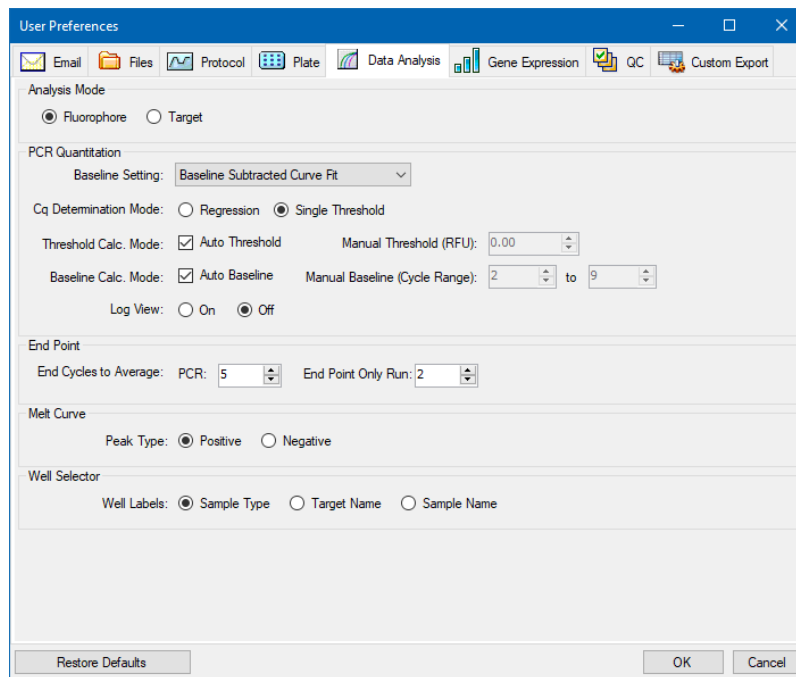 User Preferences
Email Files Protocol Plate Data Analysis Gene Expression QC Custom Export
Analysis Mode
Fluorophore Target
PCR Quantitation
Baseline Setting: Baseline Subtracted Curve Fit
Cq Determination Mode: Regression Single Threshold
Threshold Calc. Mode: Auto Threshold Manual Threshold (RFU): 0.00
Baseline Calc. Mode: Auto Baseline Manual Baseline (Cycle Range): 2 to 9
Log View: On Off
End Point
End Cycles to Average: PCR: 5 End Point Only Run: 2
Melt Curve
Peak Type: Positive Negative
Well Selector
Well Labels: Sample Type Target Name Sample Name
Restore Defaults OK Cancel